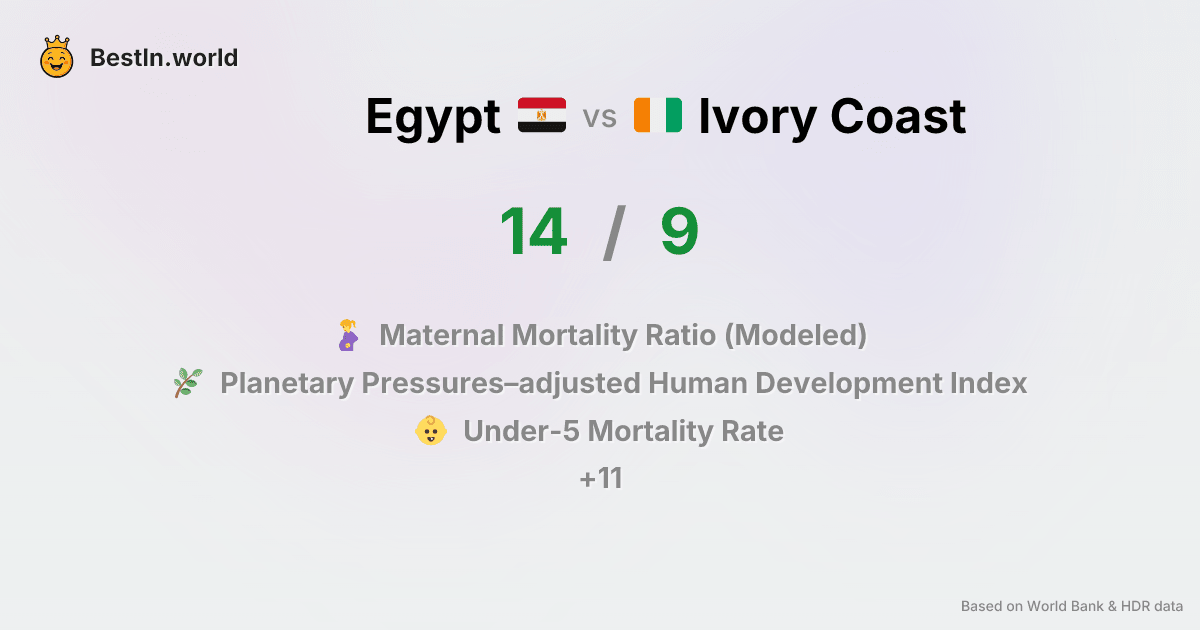 BestIn.world
Egypt vs Ivory Coast
14 / 9
Maternal Mortality Ratio (Modeled)
Planetary Pressures–adjusted Human Development Index
Under-5 Mortality Rate
+11
Based on World Bank & HDR data